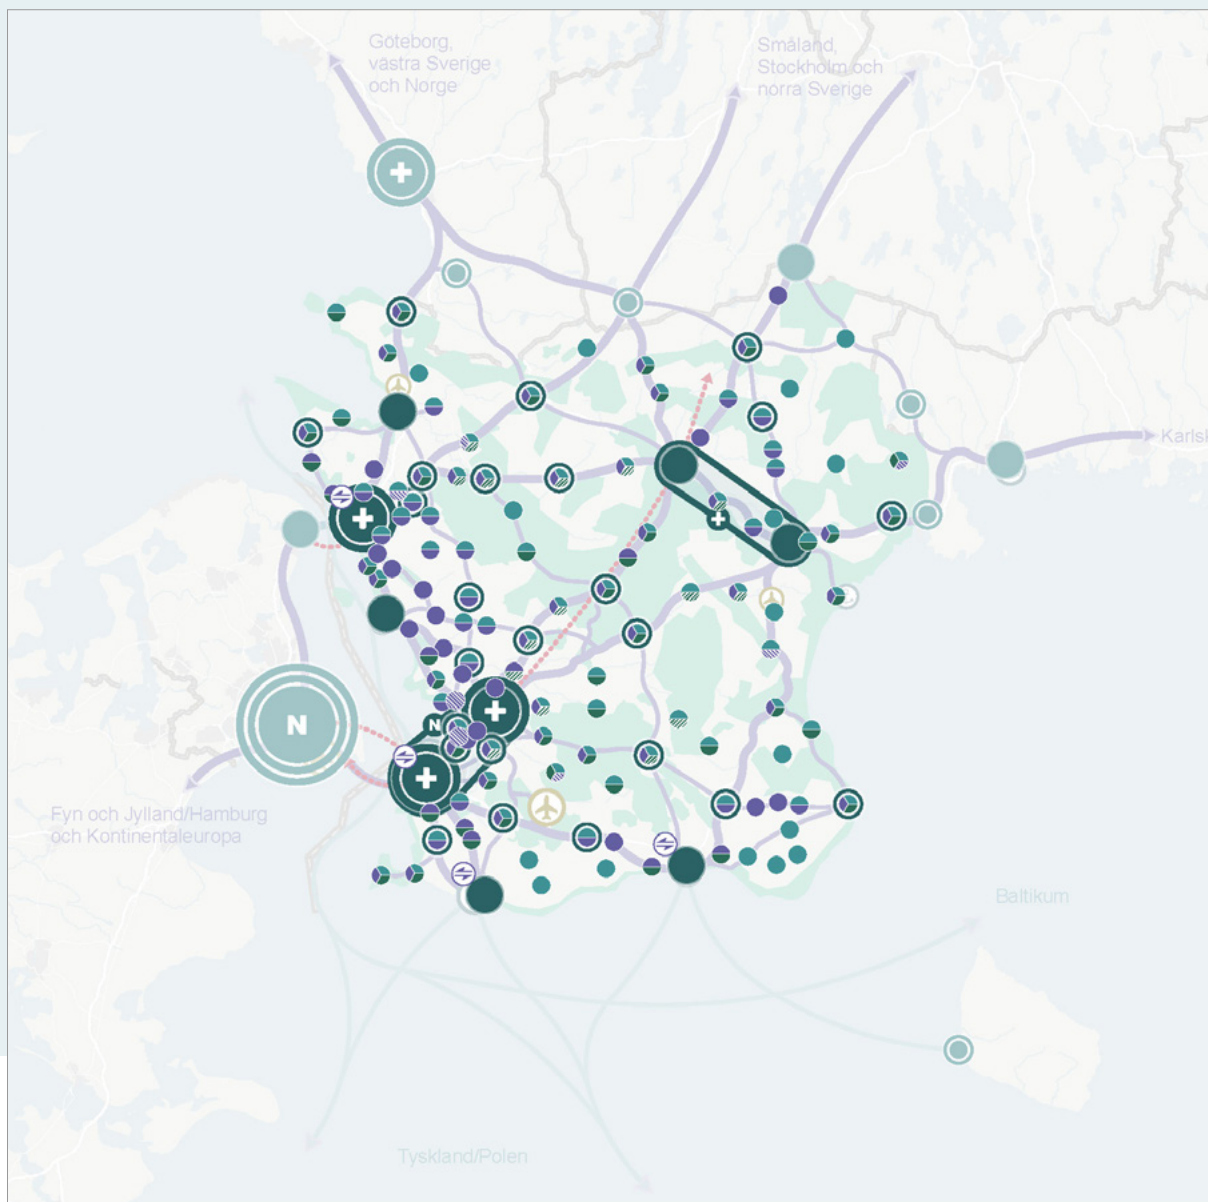 Göteborg,
västra Sverige
och Norge
Småland,
Stockholm och
norra Sverige
Karlsk
N
N
Fyn och Jylland/Hamburg
och Kontinentaleuropa
Baltikum
Tyskland/Polen